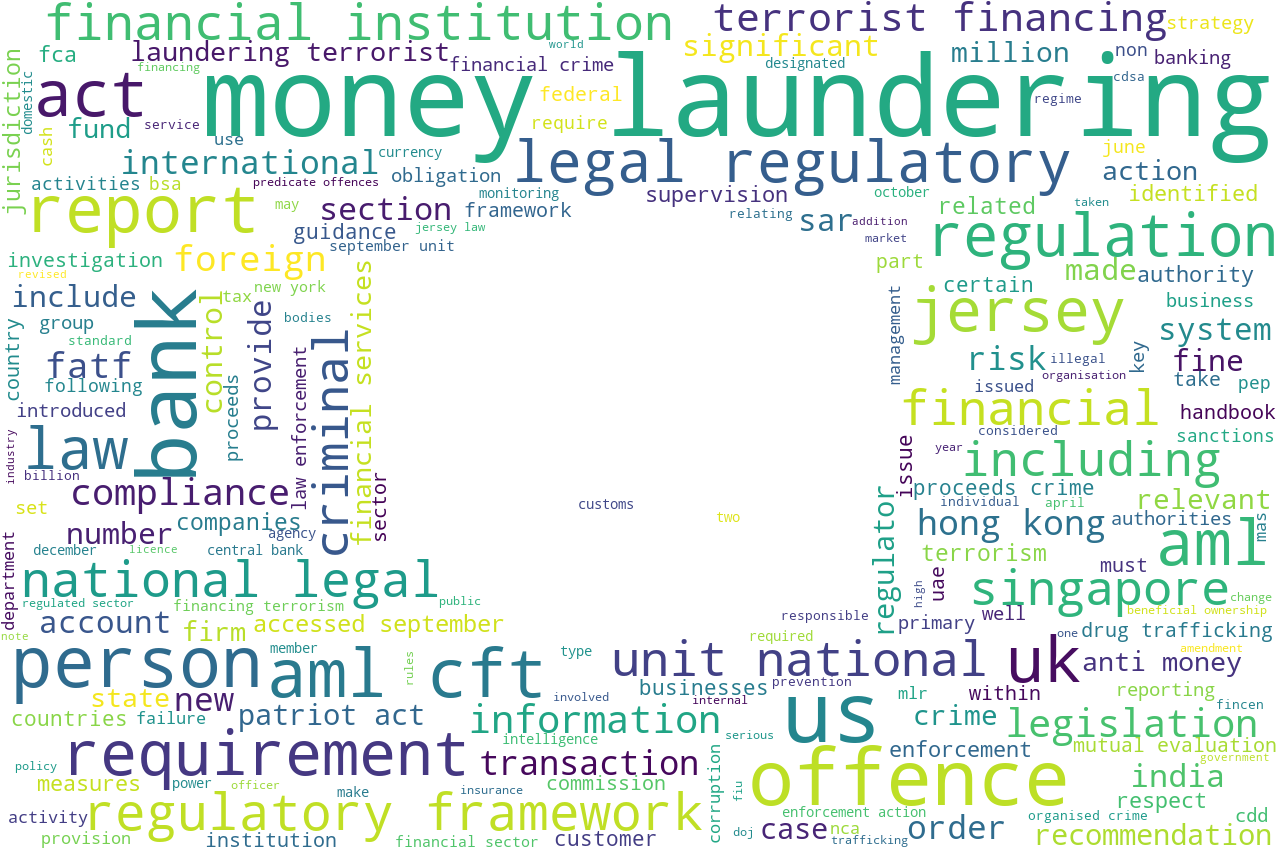 financial institution
terrorist financing
strategy
fca
laundering terrorist
world
significant
million
non
banking
financing
financial crime
designated
cdsa
jurisdiction
domestic
act
money laundering
federal
regime
fund
service
use
require
june
cash
international
currency
legal regulatory
action
activities
bsa
predicate offences
obligation
monitoring
supervision
october
identified
report
may
section
framework
relating
sar
addition
related
taken
guidance
jersey law
market
regulation
september unit
investigation
foreign
part
made
authority
revised
include
tax
new york
certain
business
group
bank
control
provide
bodies
financial services
management
jersey
system
country
standard
criminal
risk
illegal
key
fine
fatf
law enforcement
organisation
following
proceeds
issued
take
pep
introduced
financial
handbook
industry
law
considered
sanctions
billion
year
including
compliance
sector
issue
proceeds crime
relevant
set
customs
individual
april
number
companies
two
hong kong
authorities
mas
agency
december
licence
central bank
regulator
terrorism
aml
department
national legal
uae
must
high
singapore
regulated sector
financing terrorism
public
change
note
account
firm
accessed september
responsible
primary
well
beneficial ownership
one
drug trafficking
member
required
amendment
person
aml cft
rules
type
unit national
uk
anti money
state
new
involved
businesses
prevention
internal
mlr
within
reporting
fincen
countries
failure
patriot act
information
us
crime
legislation
requirement
intelligence
serious
enforcement
mutual evaluation
government
policy
transaction
measures
power
officer
make
insurance
commission
corruption
fiu
offence
india
respect
activity
regulatory framework
enforcement action
organised crime
cdd
provision
institution
financial sector
customer
doj
case
nca
trafficking
order
recommendation